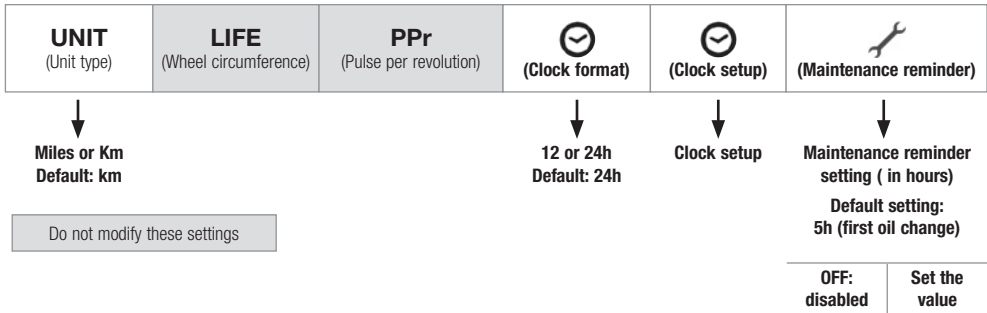 UNIT
(Unit type)
LIFE
(Wheel circumference)
PPr
(Pulse per revolution)
(Clock format)
(Clock setup)
(Maintenance reminder)
Miles or Km
Default: km
12 or 24h
Default: 24h
Clock setup
Maintenance reminder
setting ( in hours)
Default setting:
5h (first oil change)
Do not modify these settings
OFF:
disabled
Set the
value